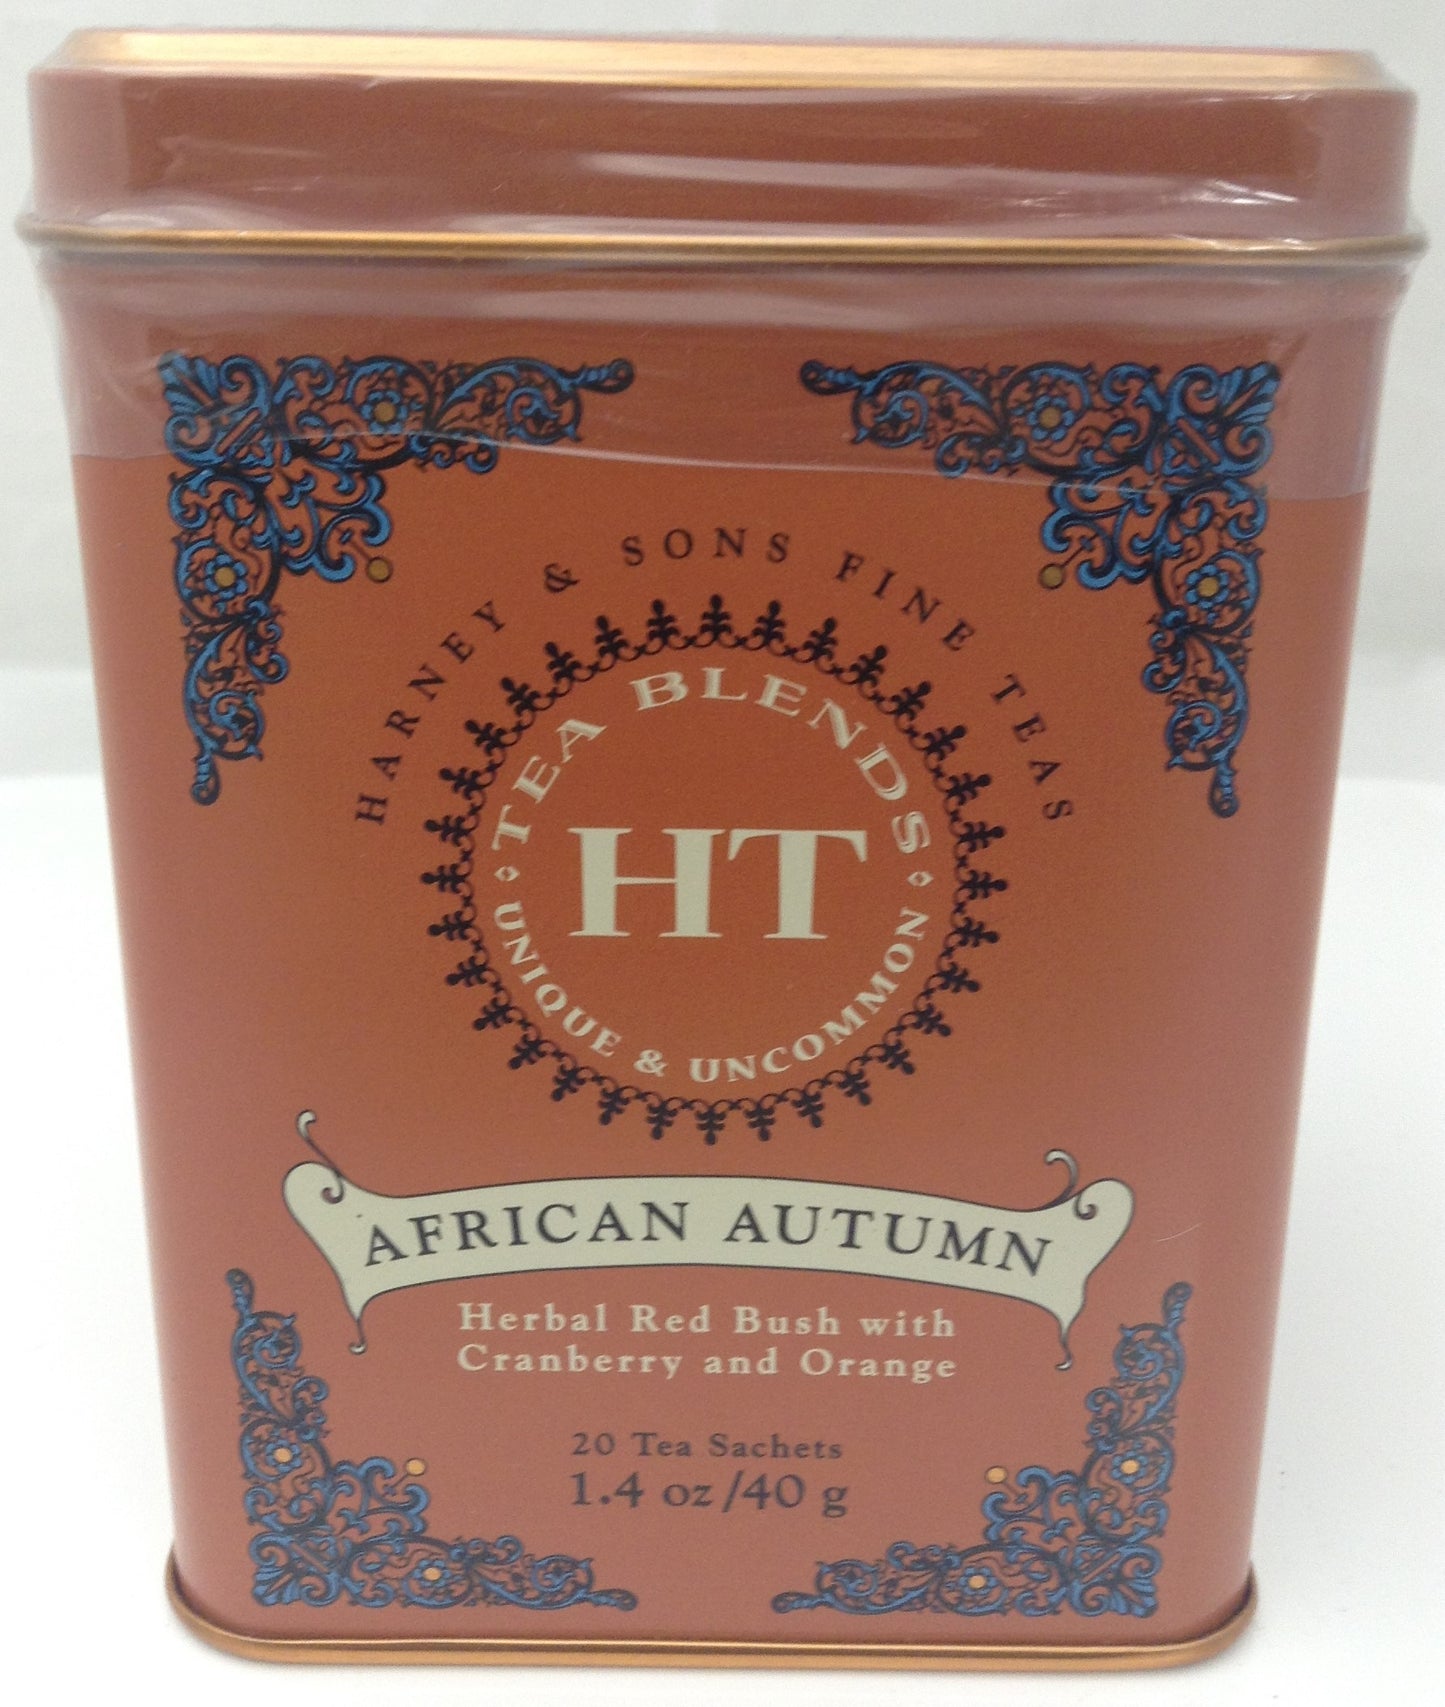 HARNEY & SONS FINE TEAS
TEA BLENDS
HT
UNIQUE & UNCOMMON
AFRICAN AUTUMN
Herbal Red Bush with
Cranberry and Orange
20 Tea Sachets
1.4 oz/40 g